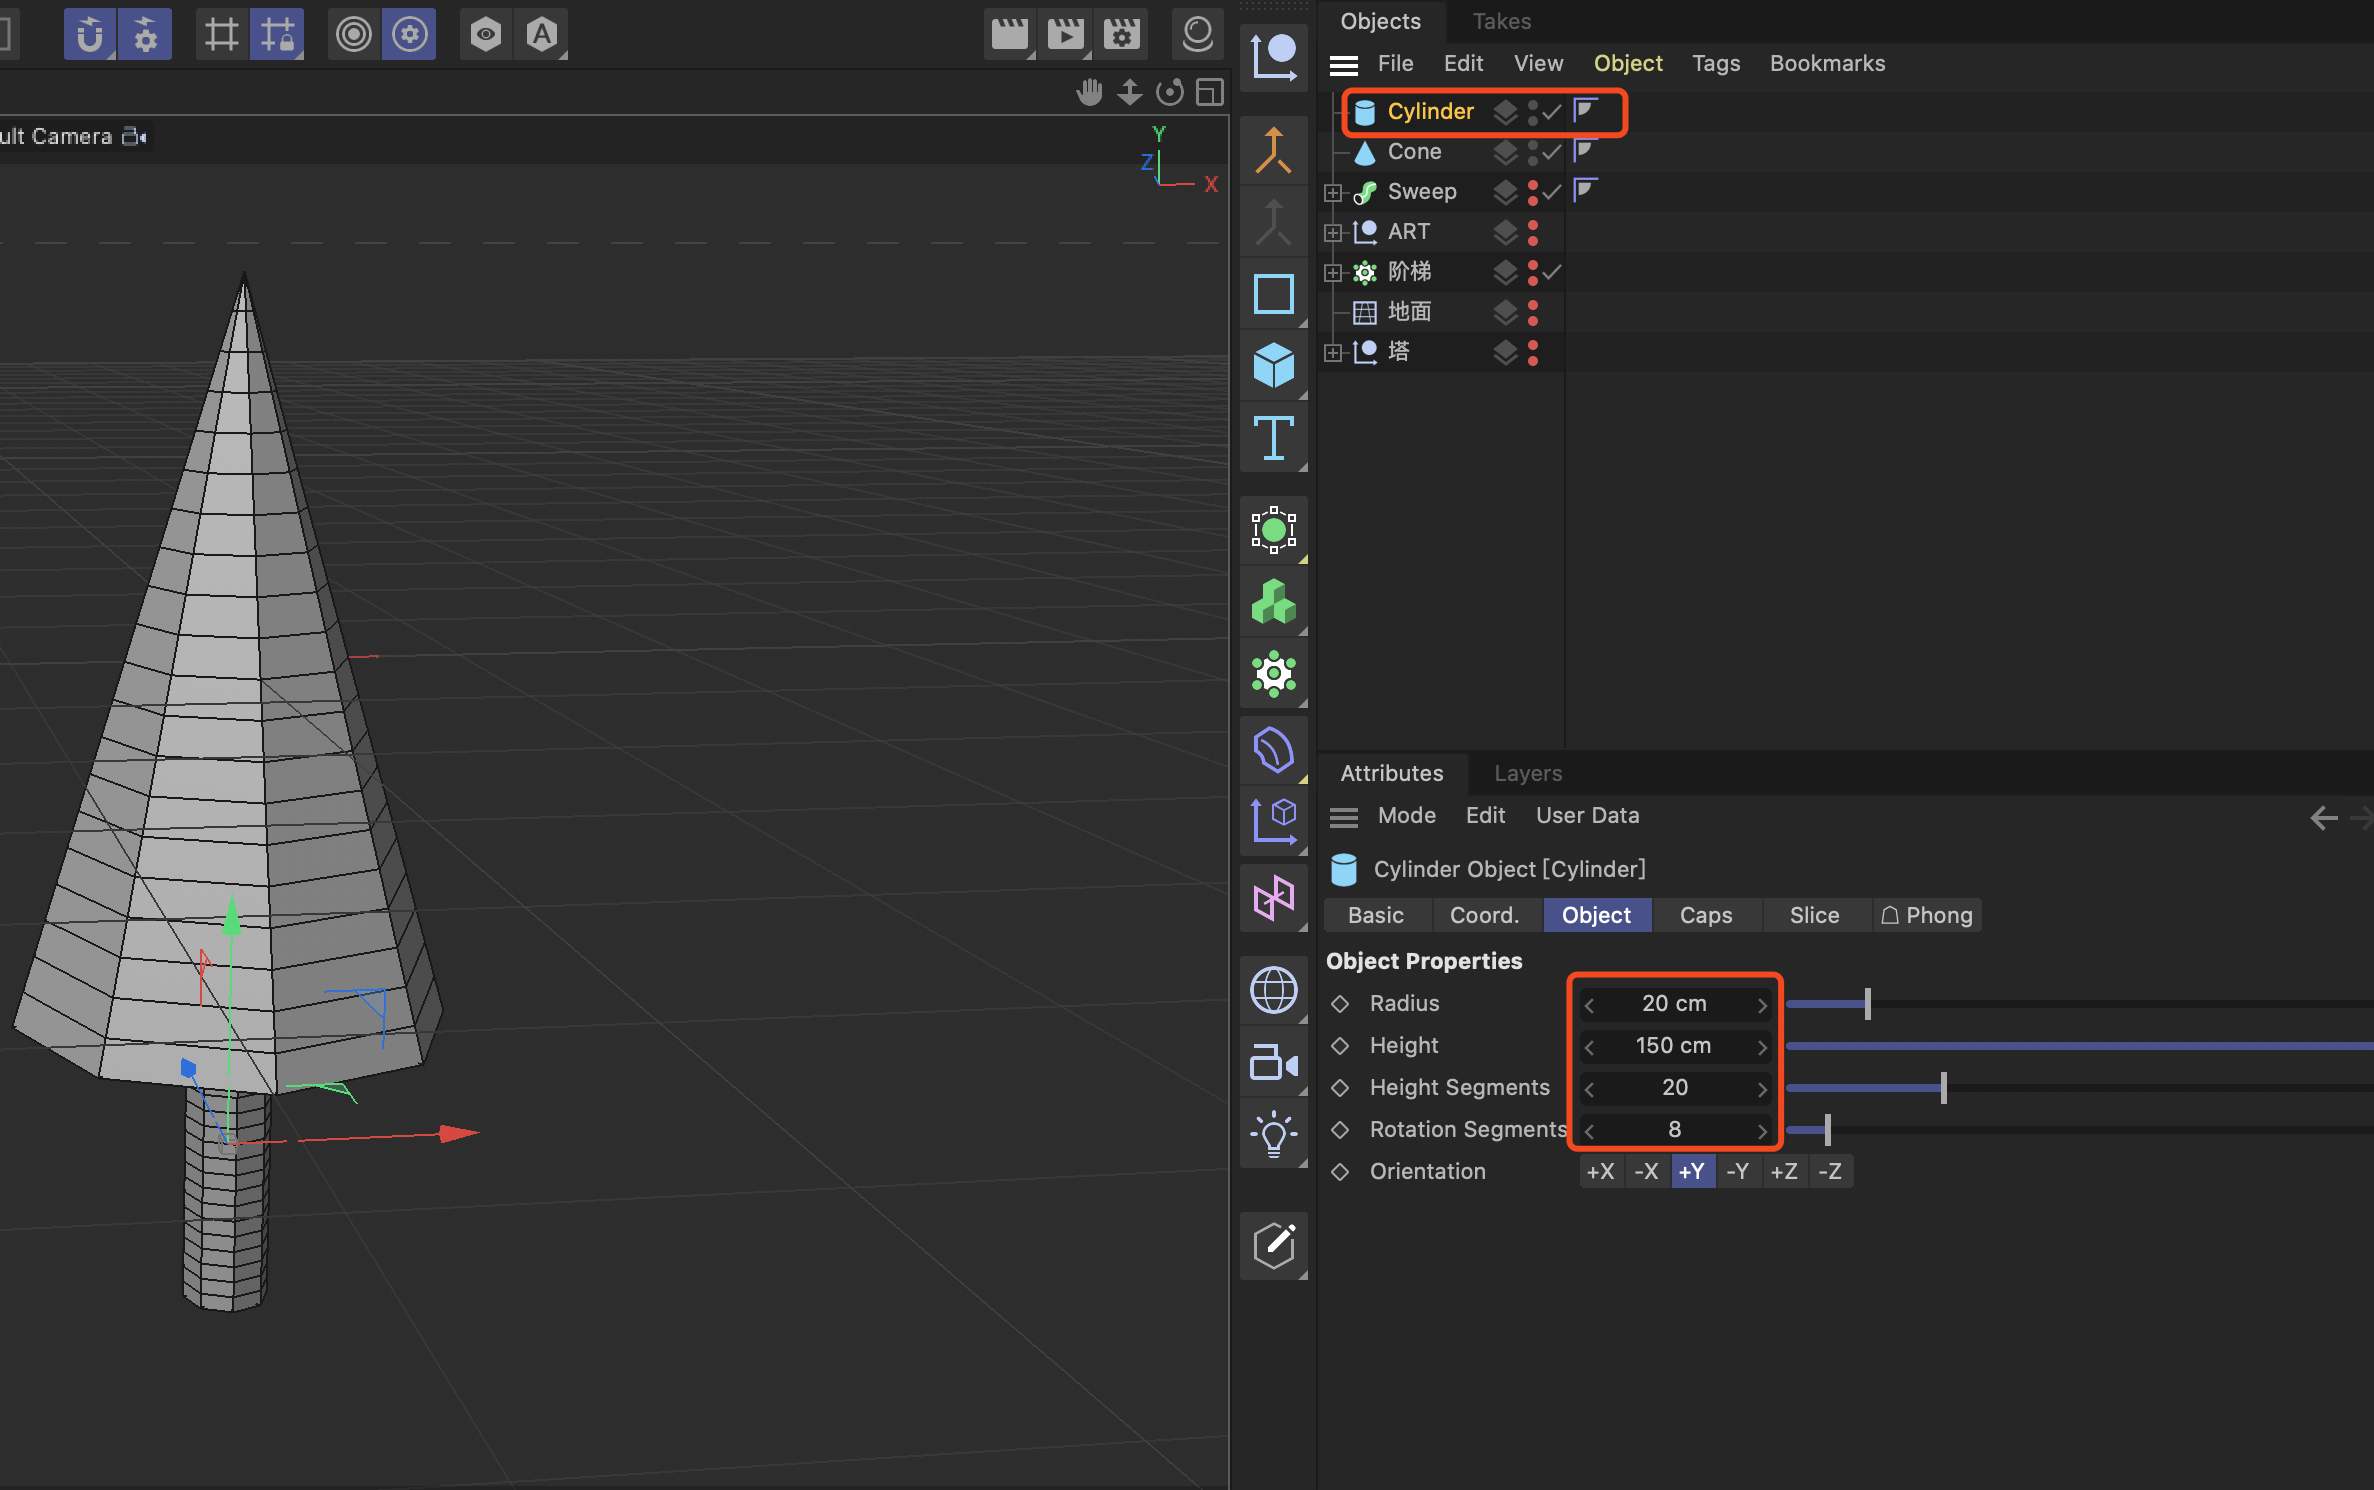 Objects Takes
File Edit View Object Tags Bookmarks
ult Camera
Y
Z
X
A
Cylinder
Cone
Sweep
ART
阶梯
地面
塔
Attributes Layers
Mode Edit User Data
Cylinder Object [Cylinder]
Basic Coord. Object Caps Slice Phong
Object Properties
Radius 20 cm
Height 150 cm
Height Segments 20
Rotation Segments 8
Orientation +X -X +Y -Y +Z -Z